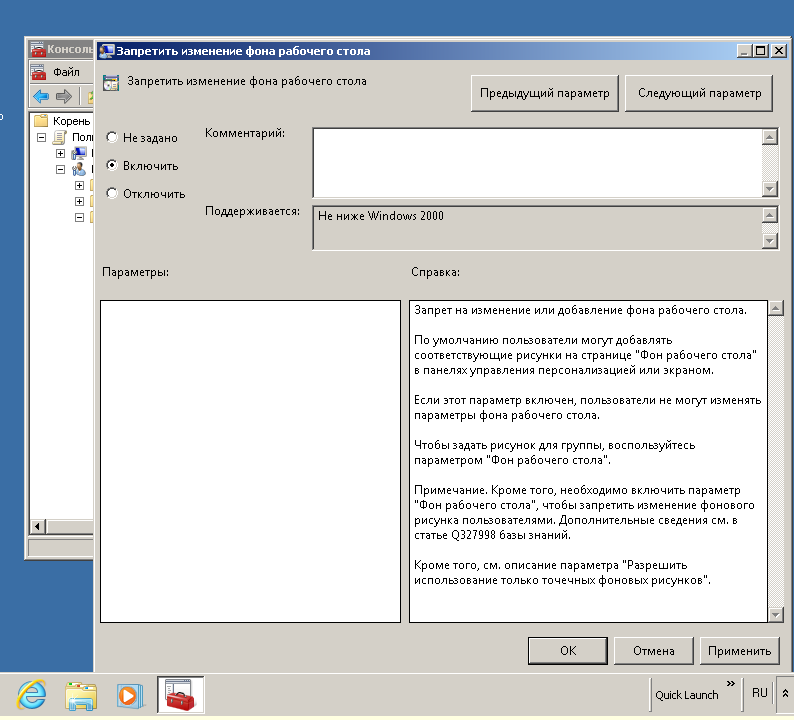 Консоль
Запретить изменение фона рабочего стола
Файл
Запретить изменение фона рабочего стола
Предыдущий параметр
Следующий параметр
Корень
Не задано
Комментарий:
Включить
Отключить
Поддерживается:
Не ниже Windows 2000
Параметры:
Справка:
Запрет на изменение или добавление фона рабочего стола.
По умолчанию пользователи могут добавлять
соответствующие рисунки на странице "Фон рабочего стола"
в панелях управления персонализацией или экраном.
Если этот параметр включен, пользователи не могут изменять
параметры фона рабочего стола.
Чтобы задать рисунок для группы, воспользуйтесь
параметром "Фон рабочего стола".
Примечание. Кроме того, необходимо включить параметр
"Фон рабочего стола", чтобы запретить изменение фонового
рисунка пользователями. Дополнительные сведения см. в
статье Q327998 базы знаний.
Кроме того, см. описание параметра "Разрешить
использование только точечных фоновых рисунков".
ОК
Отмена
Применить
Quick Launch
RU